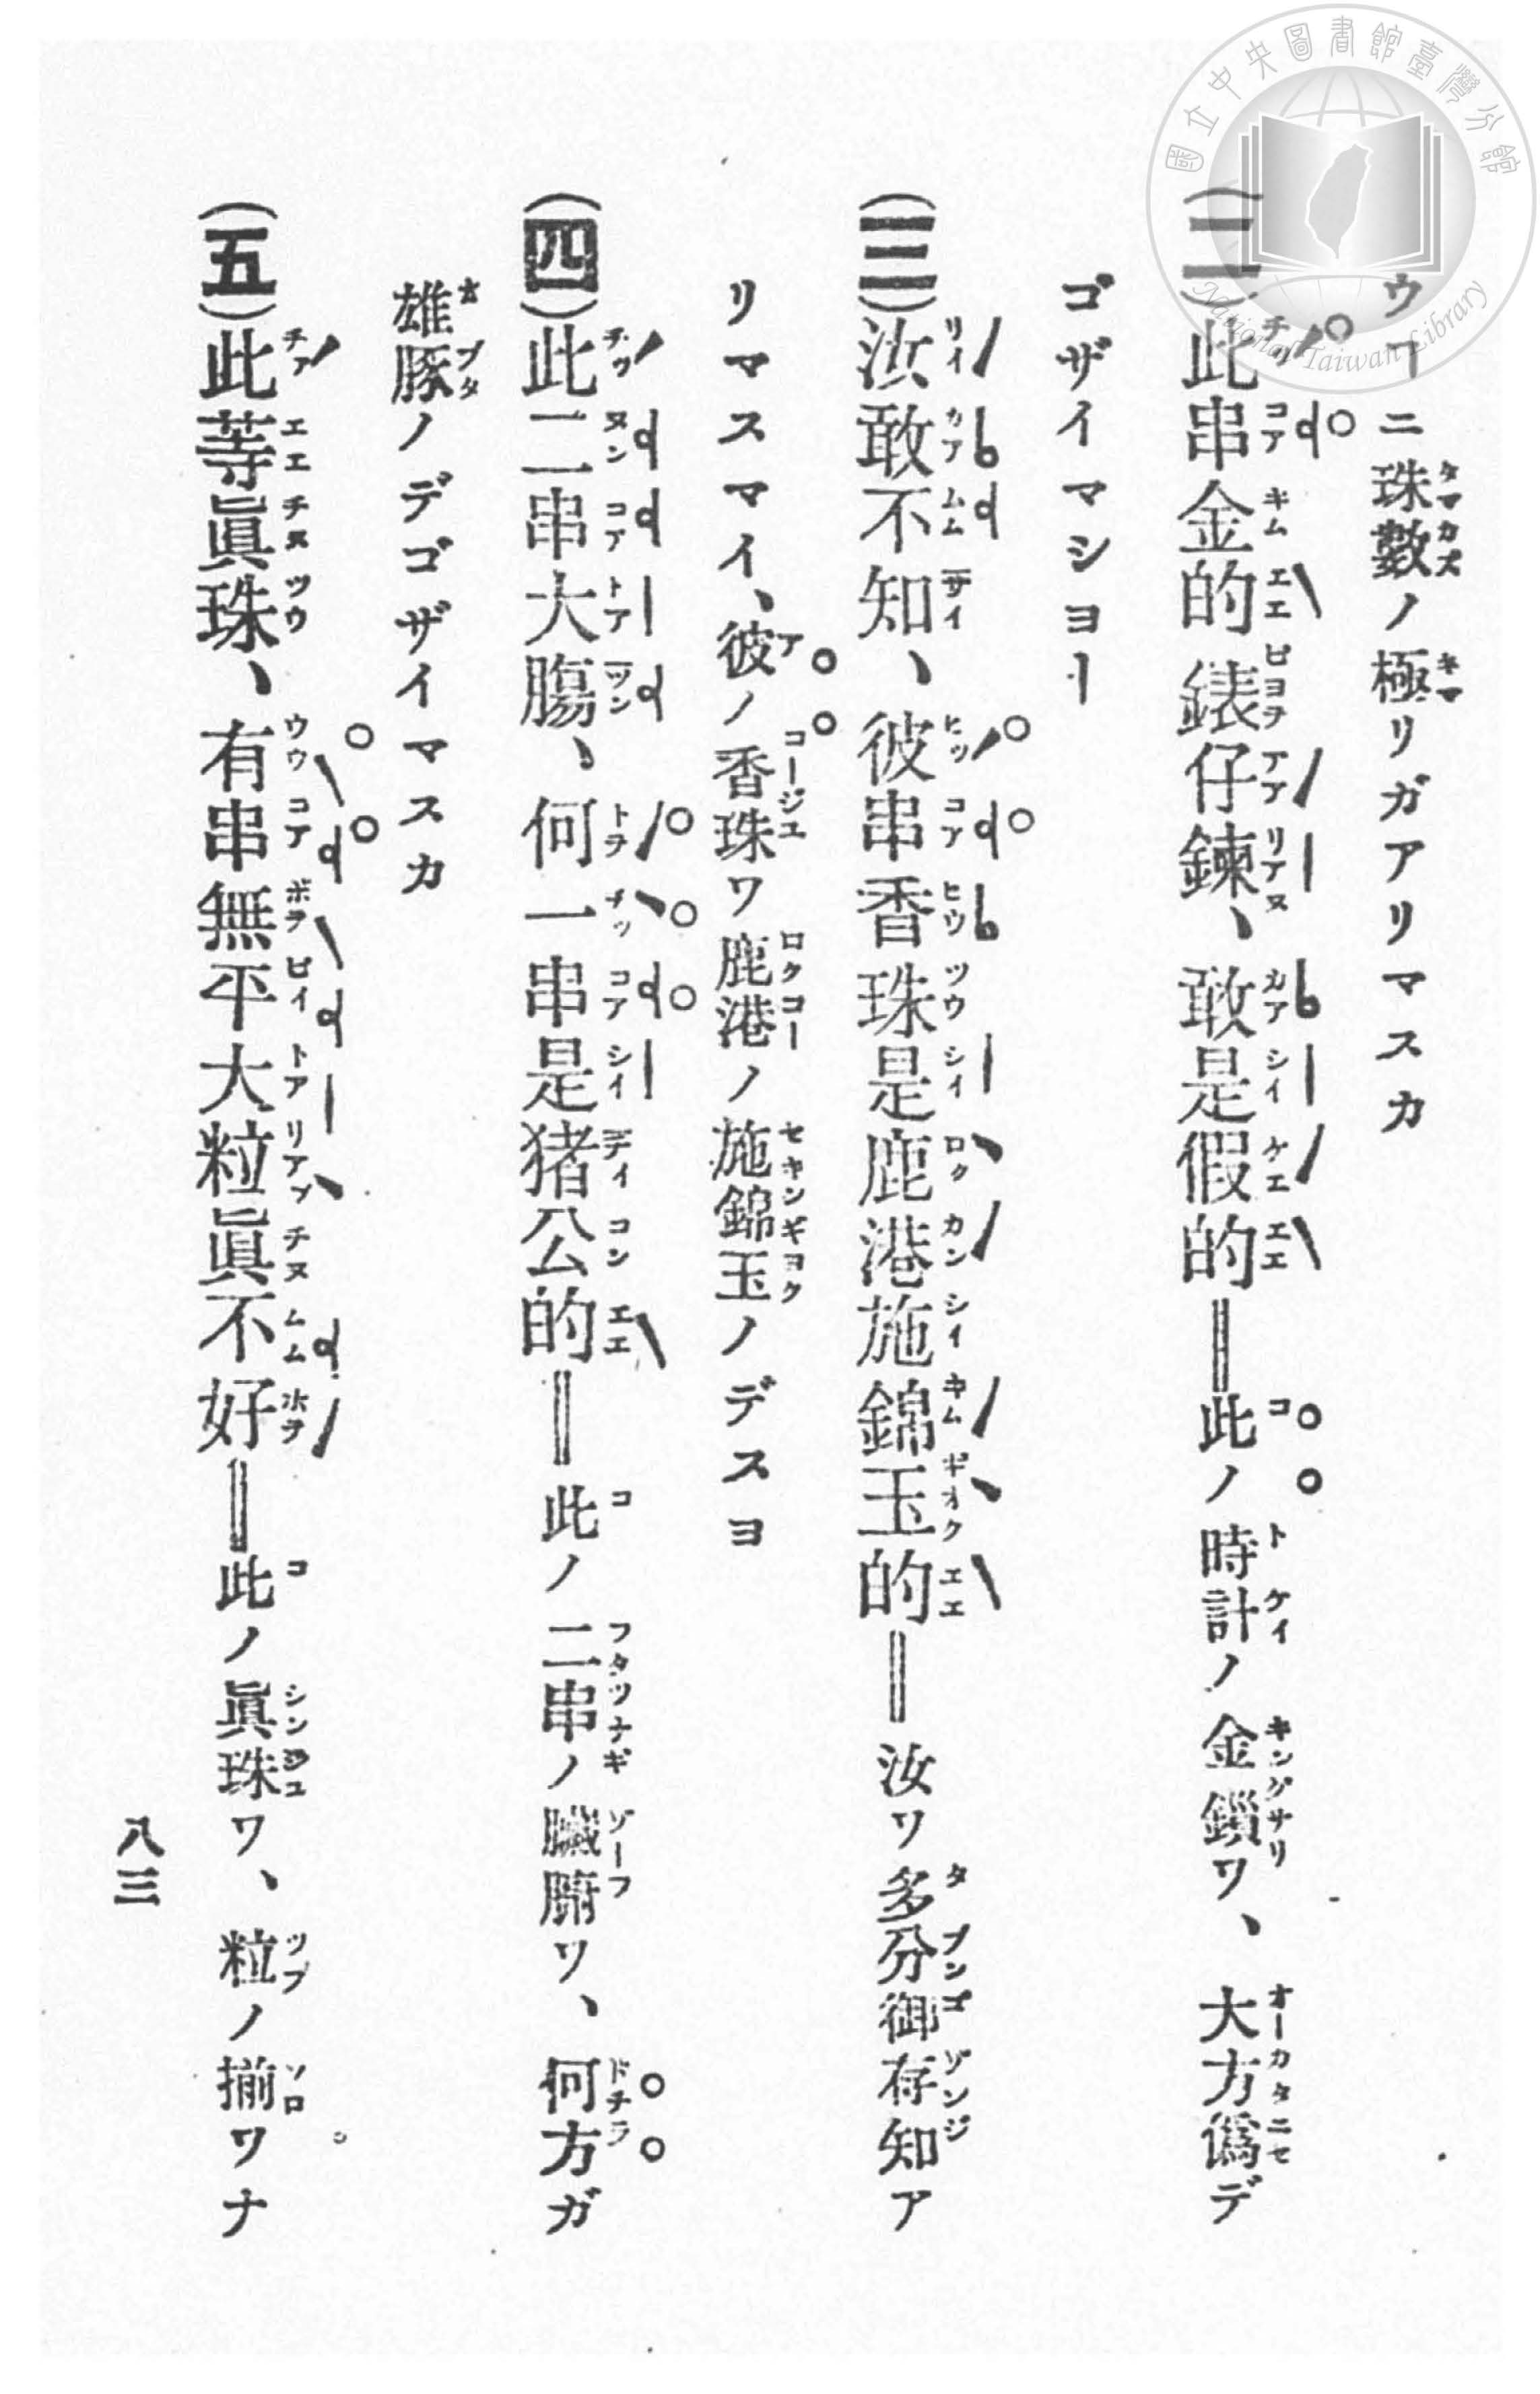 ウコーニ珠數ノ極リガアリマスカ
(二)此串金的錶仔鍊、敢是假的═此ノ時計ノ金鎖ワ、大方僞デ
ゴザイマショー
(三)汝敢不知、彼串香珠是鹿港施錦玉的═汝ワ多分御存知ア
リマスマイ、彼ノ香珠ワ鹿港ノ施錦玉ノデスヨ
(四)此二串大腸、何一串是猪公的═此ノ二串ノ臟腑ワ、何方ガ
雄豚ノデゴザイマスカ
(五)此等眞珠、有串無平大粒眞不好═此ノ眞珠ワ、粒ノ揃ワナ
八三
國立中央圖書館臺灣分館
National Taiwan Library